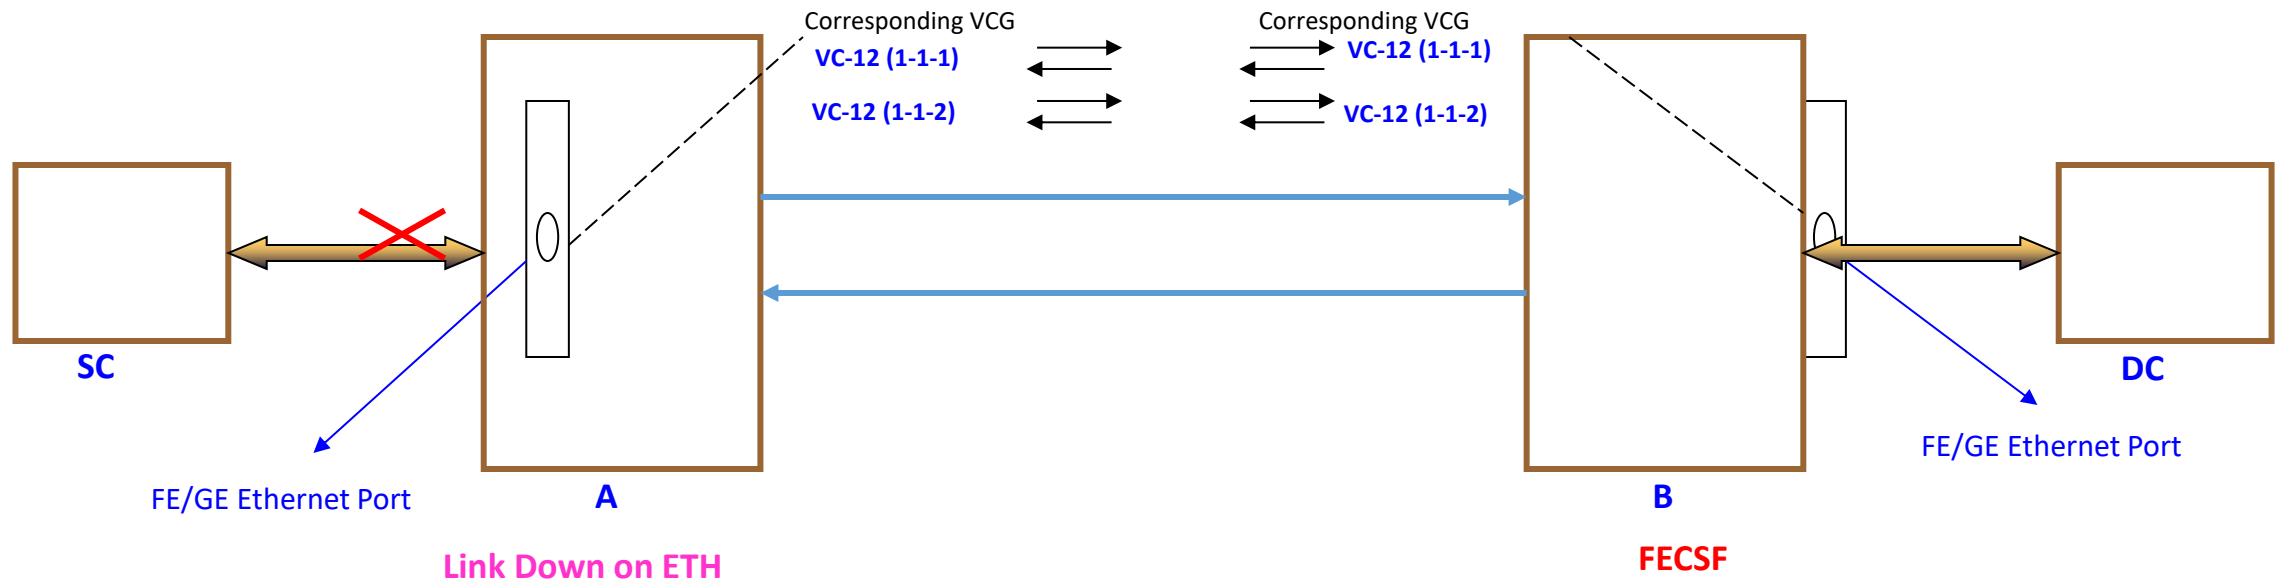 Corresponding VCG
Corresponding VCG
VC-12 (1-1-1)
VC-12 (1-1-1)
VC-12 (1-1-2)
VC-12 (1-1-2)
SC
DC
FE/GE Ethernet Port
FE/GE Ethernet Port
A
B
Link Down on ETH
FECSF